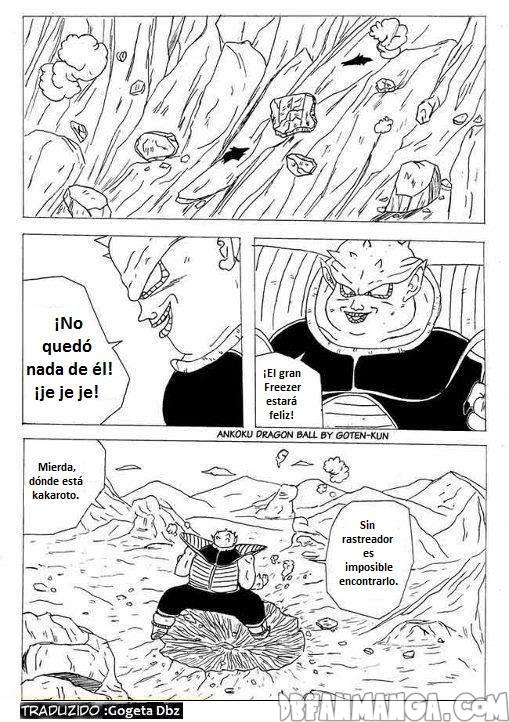 ¡No
quedó
nada de él!
¡je je je!
¡El gran
Freezer
estará
feliz!
ANKOKU DRAGON BALL BY GOTEN-KUN
Mierda,
dónde está
kakaroto.
Sin
rastreador
es
imposible
encontrarlo.
TRADUZIDO :Gogeta Dbz
DREANMANGA.COM